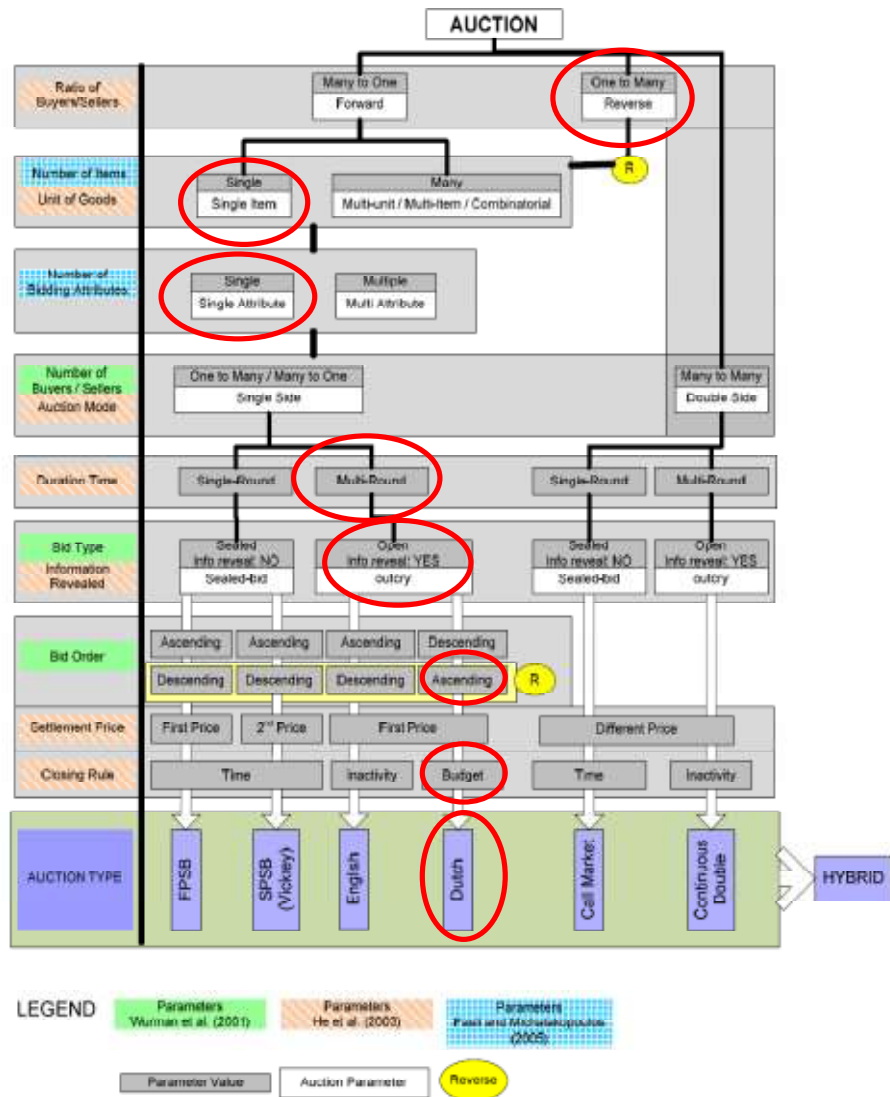 AUCTION
Ratio of
Buyers/Sellers
Many to One
Forward
One to Many
Reverse
Number of Items
Unit of Goods
Single
Single Item
Many
Multi-unit / Multi-Item / Combinatorial
R
Number of
Bidding Attributes
Single
Single Attribute
Multiple
Multi Attribute
Number of
Buyers / Sellers
Auction Mode
One to Many / Many to One
Single Side
Many to Many
Double Side
Duration Time
Single-Round
Multi-Round
Single-Round
Multi-Round
Bid Type
Information
Revealed
Sealed
Info reveal: NO
Sealed-bid
Open
Info reveal: YES
outcry
Sealed
Info reveal: NO
Sealed-bid
Open
Info reveal: YES
outcry
Bid Order
Ascending
Ascending
Ascending
Descending
Descending
Descending
Descending
Ascending
R
Settlement Price
First Price
2nd Price
First Price
Different Price
Closing Rule
Time
Inactivity
Budget
Time
Inactivity
AUCTION TYPE
FPSB
SPSB
(Vickrey)
English
Dutch
Call Market
Continuous
Double
HYBRID
LEGEND
Parameters
Wurman et al. (2001)
Parameters
He et al. (2003)
Parameters
and
(2005)
Parameter Value
Auction Parameter
Reverse